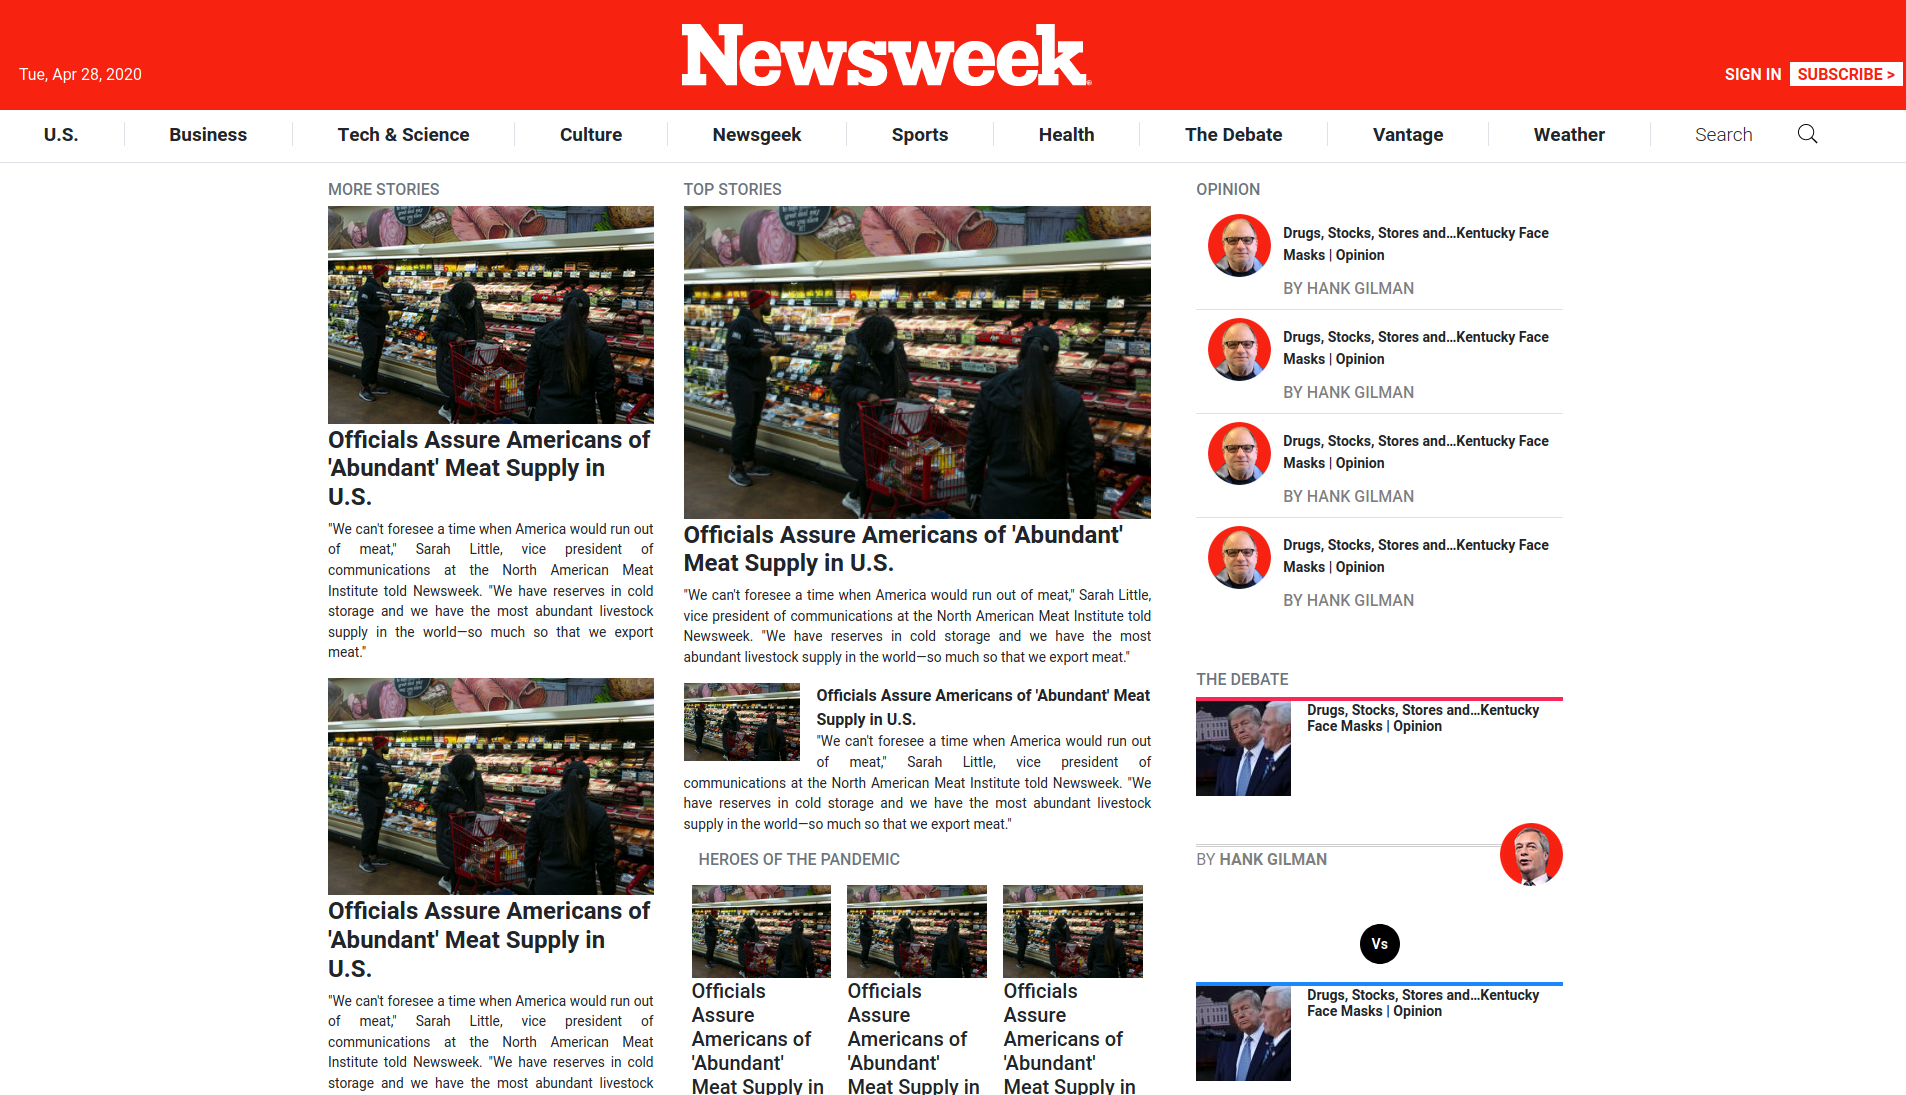 Newsweek
Tue, Apr 28, 2020
SIGN IN SUBSCRIBE >
U.S. Business Tech & Science Culture Newsgeek Sports Health The Debate Vantage Weather Search
MORE STORIES
Officials Assure Americans of
'Abundant' Meat Supply in
U.S.
"We can't foresee a time when America would run out
of meat," Sarah Little, vice president of
communications at the North American Meat
Institute told Newsweek. "We have reserves in cold
storage and we have the most abundant livestock
supply in the world—so much so that we export
meat."
Officials Assure Americans of
'Abundant' Meat Supply in
U.S.
"We can't foresee a time when America would run out
of meat," Sarah Little, vice president of
communications at the North American Meat
Institute told Newsweek. "We have reserves in cold
storage and we have the most abundant livestock
TOP STORIES
Officials Assure Americans of 'Abundant'
Meat Supply in U.S.
"We can't foresee a time when America would run out of meat," Sarah Little,
vice president of communications at the North American Meat Institute told
Newsweek. "We have reserves in cold storage and we have the most
abundant livestock supply in the world—so much so that we export meat."
Officials Assure Americans of 'Abundant' Meat
Supply in U.S.
"We can't foresee a time when America would run out
of meat," Sarah Little, vice president of
communications at the North American Meat Institute told Newsweek. "We
have reserves in cold storage and we have the most abundant livestock
supply in the world—so much so that we export meat."
HEROES OF THE PANDEMIC
Officials
Assure
Americans of
'Abundant'
Meat Supply in
Officials
Assure
Americans of
'Abundant'
Meat Supply in
Officials
Assure
Americans of
'Abundant'
Meat Supply in
OPINION
Drugs, Stocks, Stores and...Kentucky Face
Masks | Opinion
BY HANK GILMAN
Drugs, Stocks, Stores and...Kentucky Face
Masks | Opinion
BY HANK GILMAN
Drugs, Stocks, Stores and...Kentucky Face
Masks | Opinion
BY HANK GILMAN
Drugs, Stocks, Stores and...Kentucky Face
Masks | Opinion
BY HANK GILMAN
THE DEBATE
Drugs, Stocks, Stores and...Kentucky
Face Masks | Opinion
BY HANK GILMAN
Vs
Drugs, Stocks, Stores and...Kentucky
Face Masks | Opinion